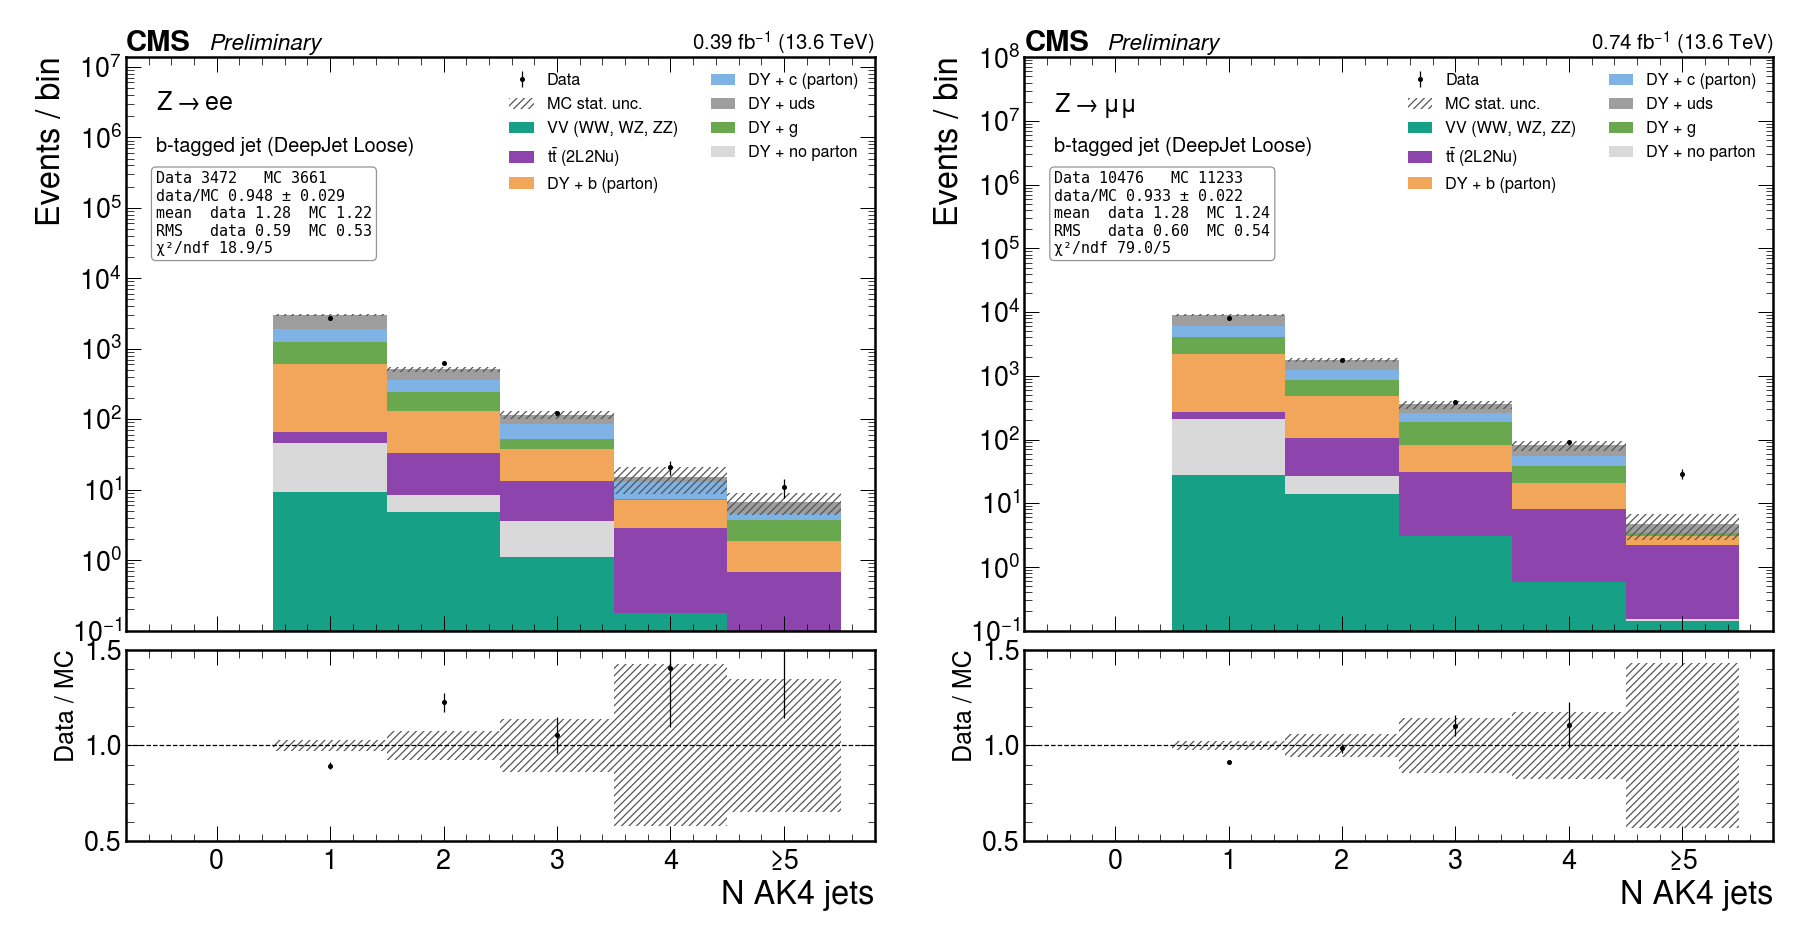 CMS Preliminary 0.39 fb⁻¹ (13.6 TeV)
Events / bin
10⁷
10⁶
10⁵
10⁴
10³
10²
10¹
10⁰
10⁻¹
Z → ee
b-tagged jet (DeepJet Loose)
Data 3472 MC 3661
data/MC 0.948 ± 0.029
mean data 1.28 MC 1.22
RMS data 0.59 MC 0.53
χ²/ndf 18.9/5
Data
MC stat. unc.
VV (WW, WZ, ZZ)
tt̄ (2L2Nu)
DY + b (parton)
DY + c (parton)
DY + uds
DY + g
DY + no parton
Data / MC
1.5
1.0
0.5
0 1 2 3 4 ≥5
N AK4 jets
CMS Preliminary 0.74 fb⁻¹ (13.6 TeV)
Events / bin
10⁸
10⁷
10⁶
10⁵
10⁴
10³
10²
10¹
10⁰
10⁻¹
Z → μμ
b-tagged jet (DeepJet Loose)
Data 10476 MC 11233
data/MC 0.933 ± 0.022
mean data 1.28 MC 1.24
RMS data 0.60 MC 0.54
χ²/ndf 79.0/5
Data
MC stat. unc.
VV (WW, WZ, ZZ)
tt̄ (2L2Nu)
DY + b (parton)
DY + c (parton)
DY + uds
DY + g
DY + no parton
Data / MC
1.5
1.0
0.5
0 1 2 3 4 ≥5
N AK4 jets